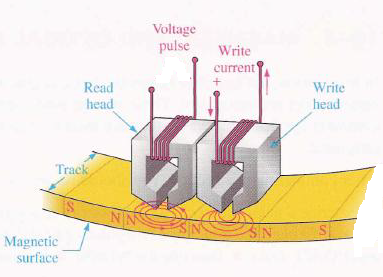 Voltage
pulse
Write
current
+
Read
head
Write
head
Track
S
N N
S N
S N
S
Magnetic
surface